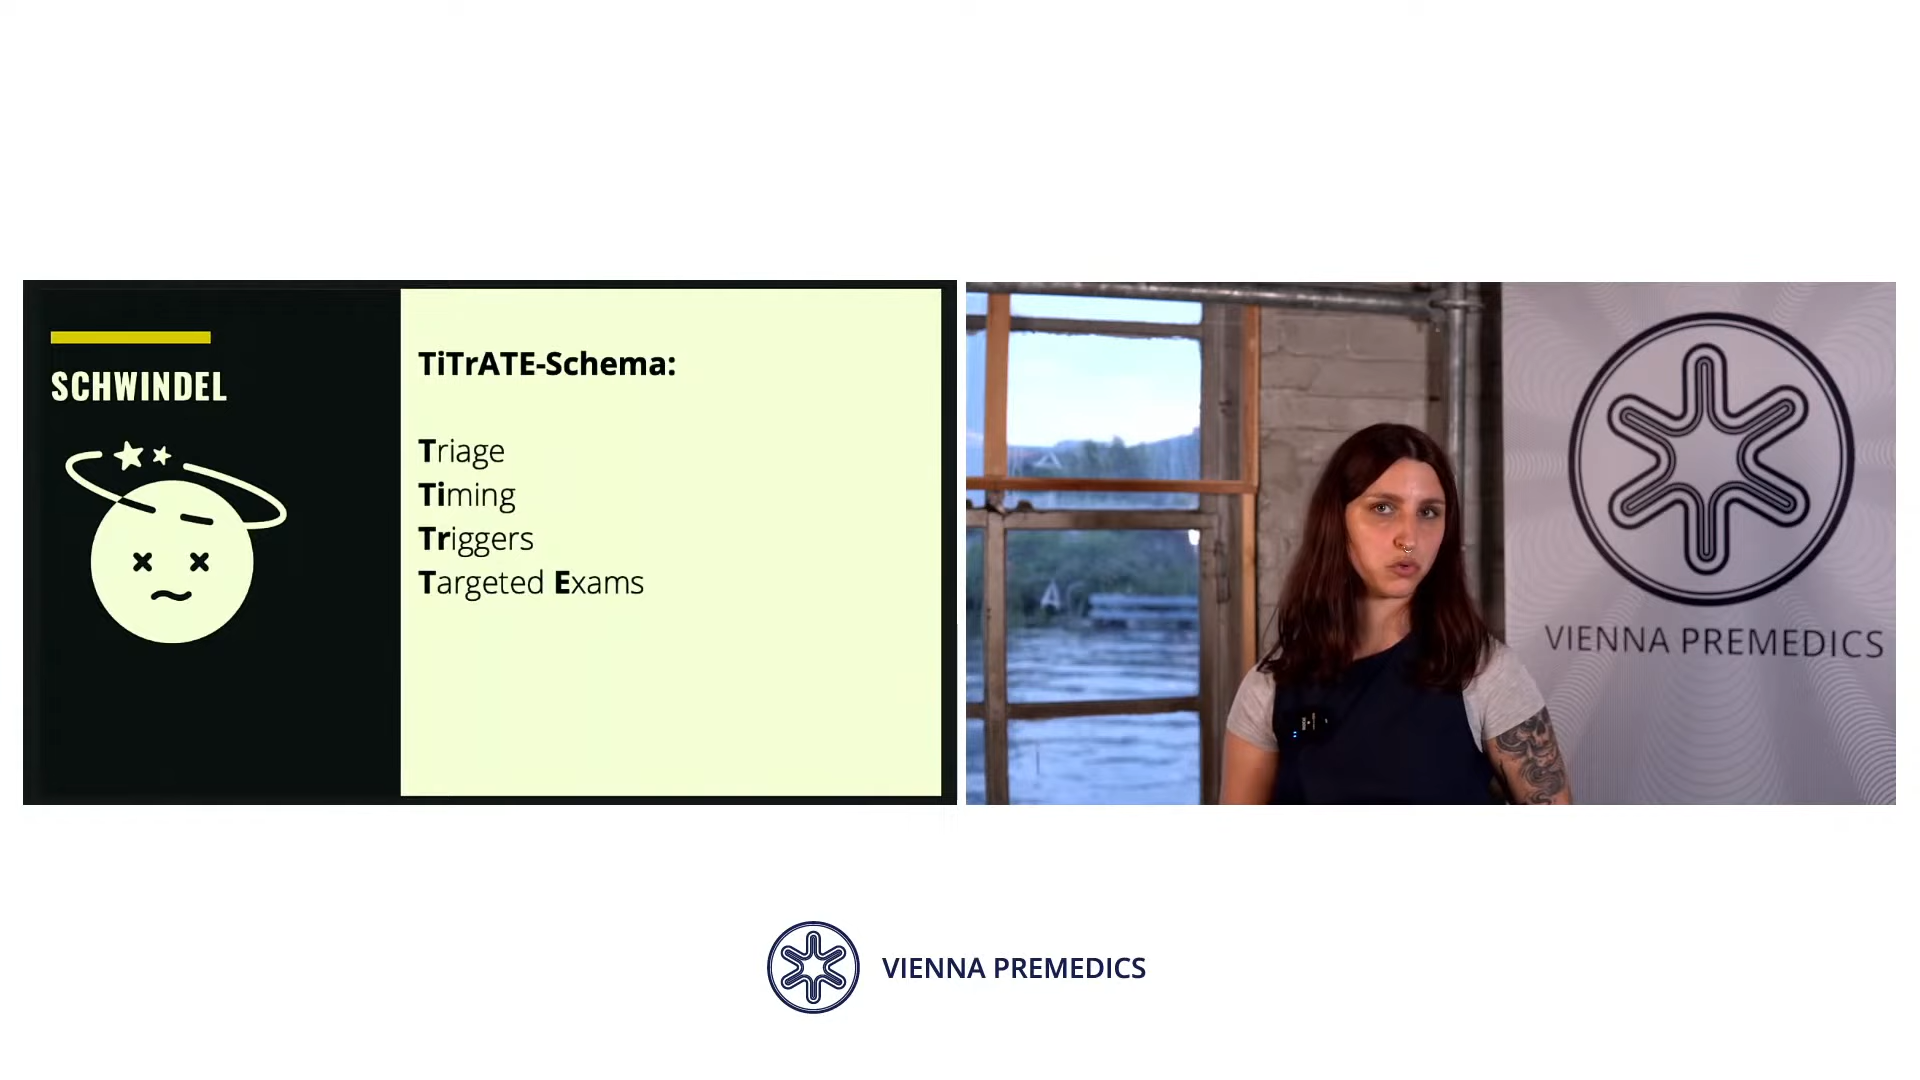 SCHWINDEL
TiTrATE-Schema:
Triage
Timing
Triggers
Targeted Exams
VIENNA PREMEDICS
VIENNA PREMEDICS